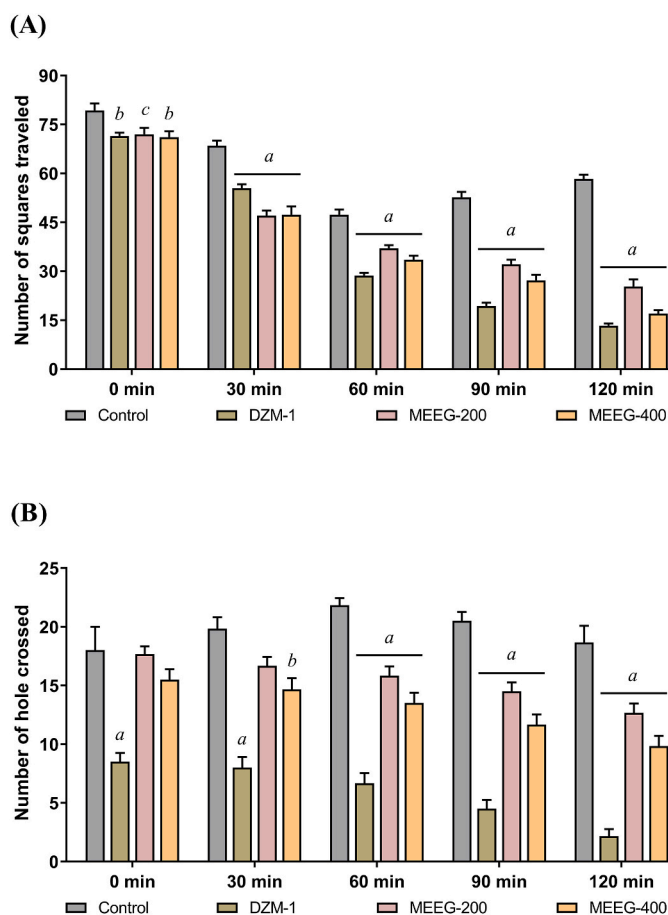 (A)
Number of squares traveled
90
75
60
45
30
15
0
b
c
b
a
a
a
a
0 min
30 min
60 min
90 min
120 min
Control
DZM-1
MEEG-200
MEEG-400
(B)
Number of hole crossed
25
20
15
10
5
0
a
a
b
a
a
a
0 min
30 min
60 min
90 min
120 min
Control
DZM-1
MEEG-200
MEEG-400